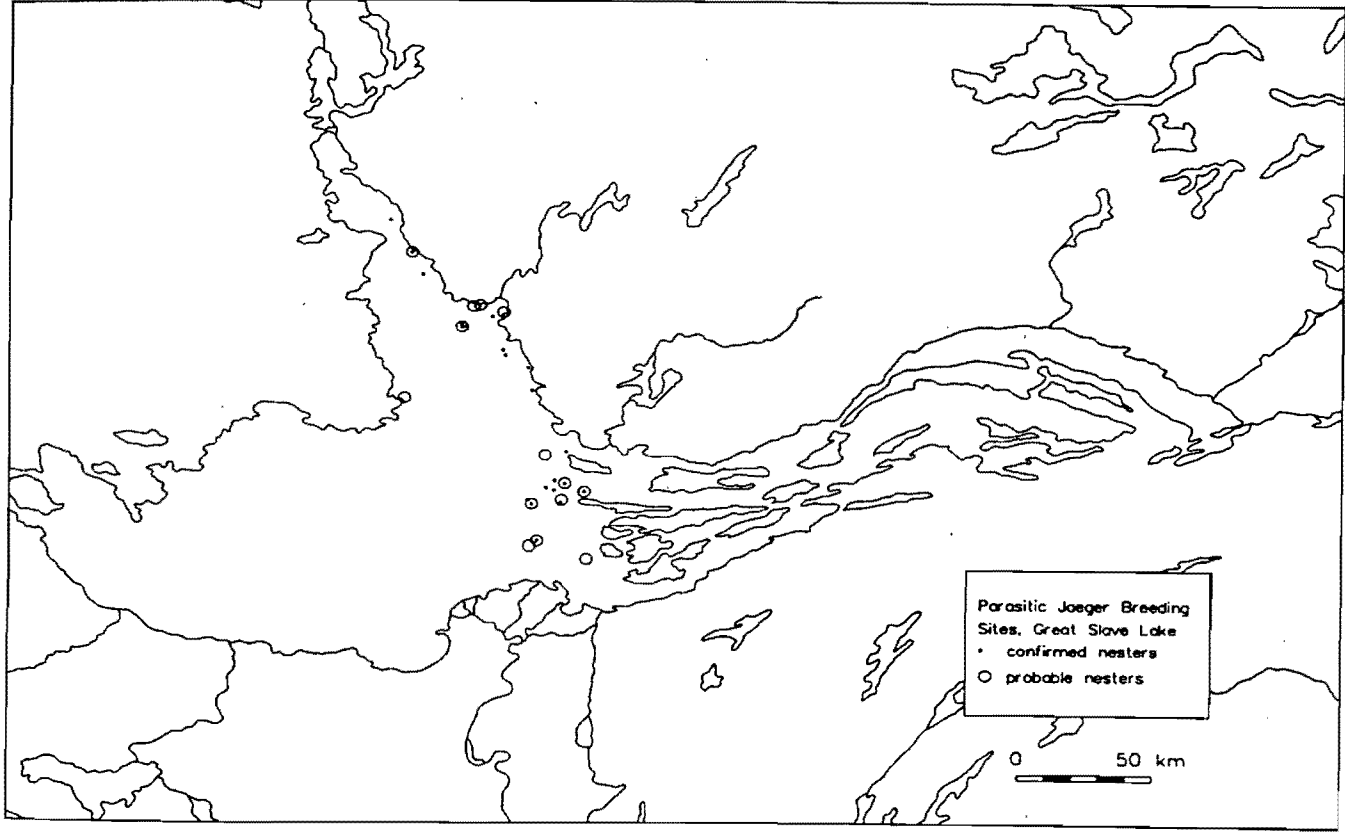 Parasitic Jaeger Breeding
Sites, Great Slave Lake
• confirmed nesters
○ probable nesters
0 50 km